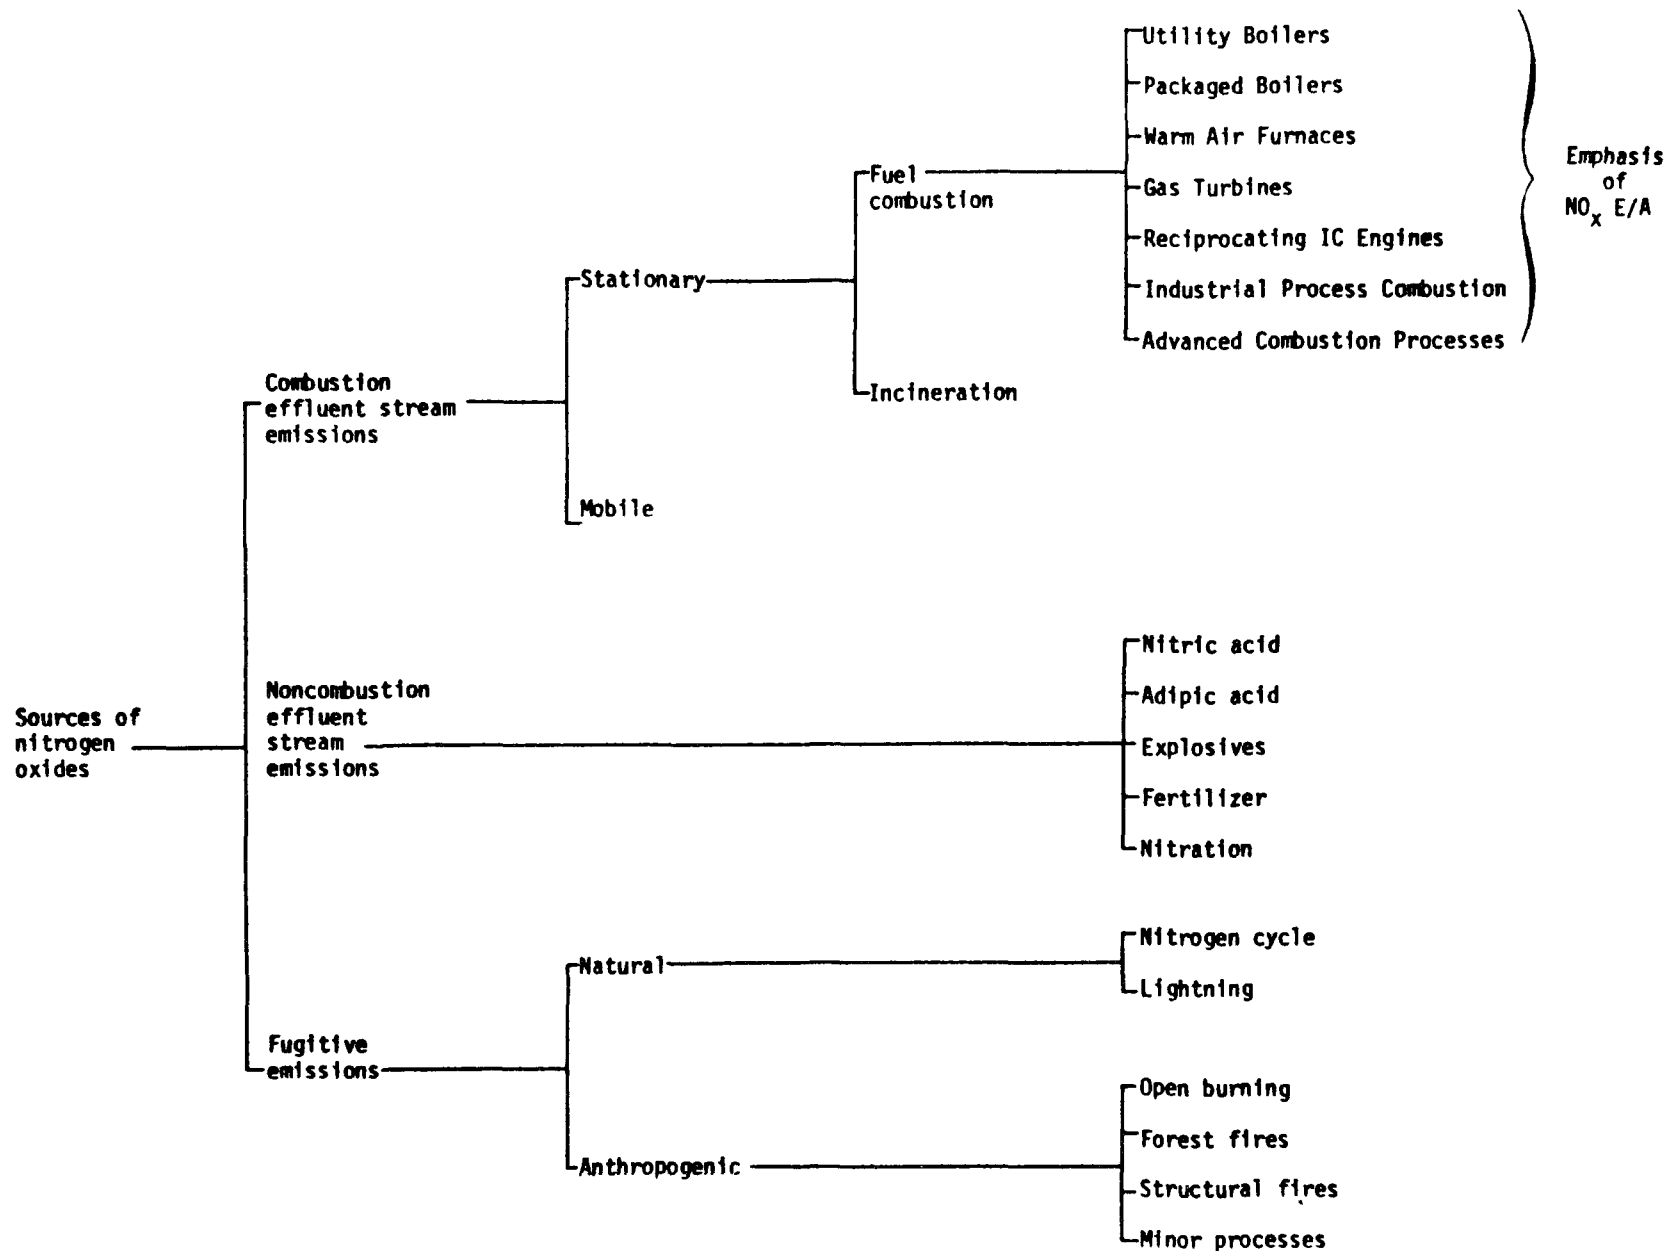 Utility Boilers
Packaged Boilers
Warm Air Furnaces
Gas Turbines
Reciprocating IC Engines
Industrial Process Combustion
Advanced Combustion Processes
Emphasis
of
NOx E/A
Fuel
combustion
Incineration
Stationary
Mobile
Combustion
effluent stream
emissions
Sources of
nitrogen
oxides
Noncombustion
effluent
stream
emissions
Nitric acid
Adipic acid
Explosives
Fertilizer
Nitration
Fugitive
emissions
Natural
Nitrogen cycle
Lightning
Anthropogenic
Open burning
Forest fires
Structural fires
Minor processes